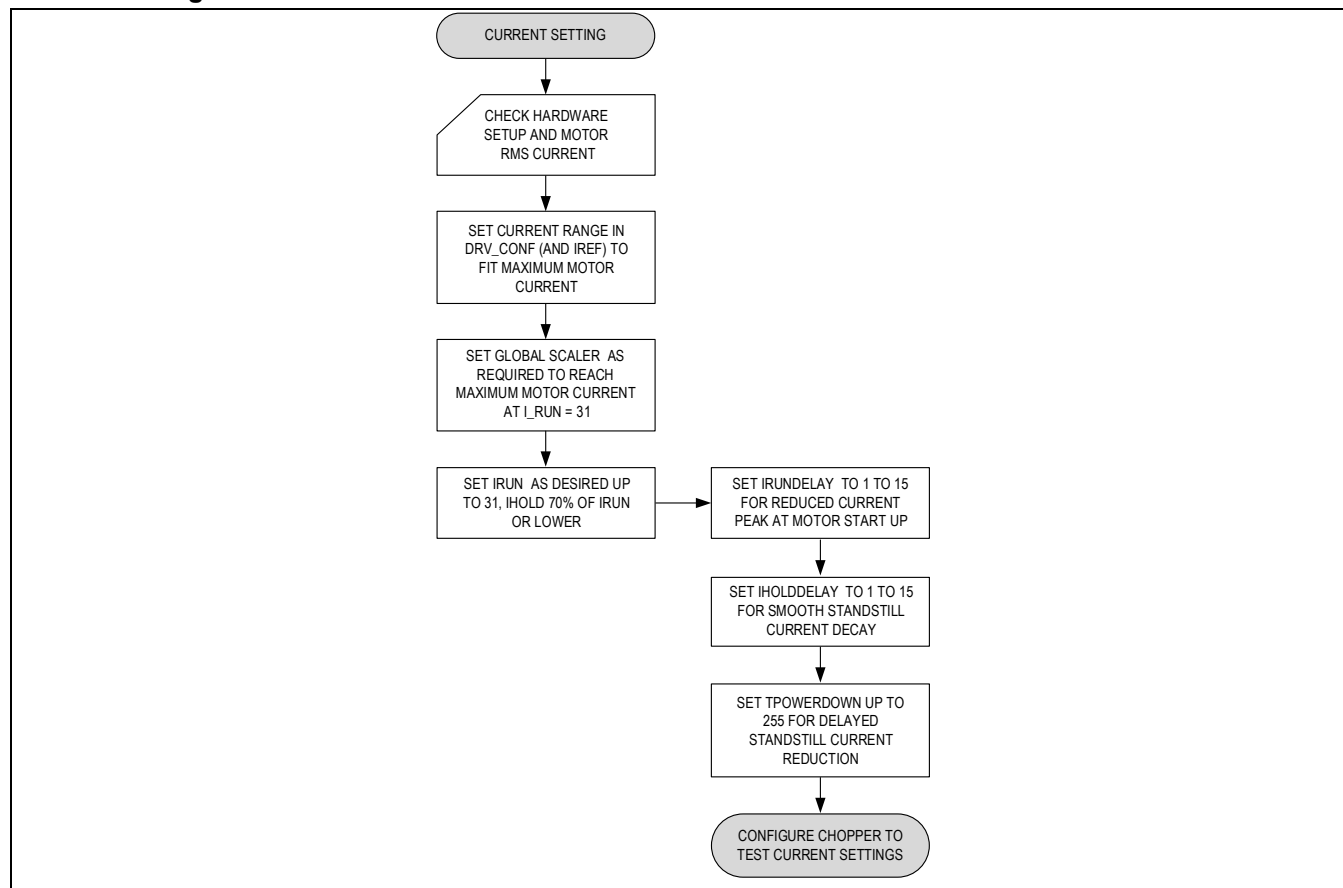 CURRENT SETTING
CHECK HARDWARE
SETUP AND MOTOR
RMS CURRENT
SET CURRENT RANGE IN
DRV_CONF (AND IREF) TO
FIT MAXIMUM MOTOR
CURRENT
SET GLOBAL SCALER AS
REQUIRED TO REACH
MAXIMUM MOTOR CURRENT
AT I_RUN = 31
SET IRUN AS DESIRED UP
TO 31, IHOLD 70% OF IRUN
OR LOWER
SET IRUNDELAY TO 1 TO 15
FOR REDUCED CURRENT
PEAK AT MOTOR START UP
SET IHOLDDELAY TO 1 TO 15
FOR SMOOTH STANDSTILL
CURRENT DECAY
SET TPOWERDOWN UP TO
255 FOR DELAYED
STANDSTILL CURRENT
REDUCTION
CONFIGURE CHOPPER TO
TEST CURRENT SETTINGS